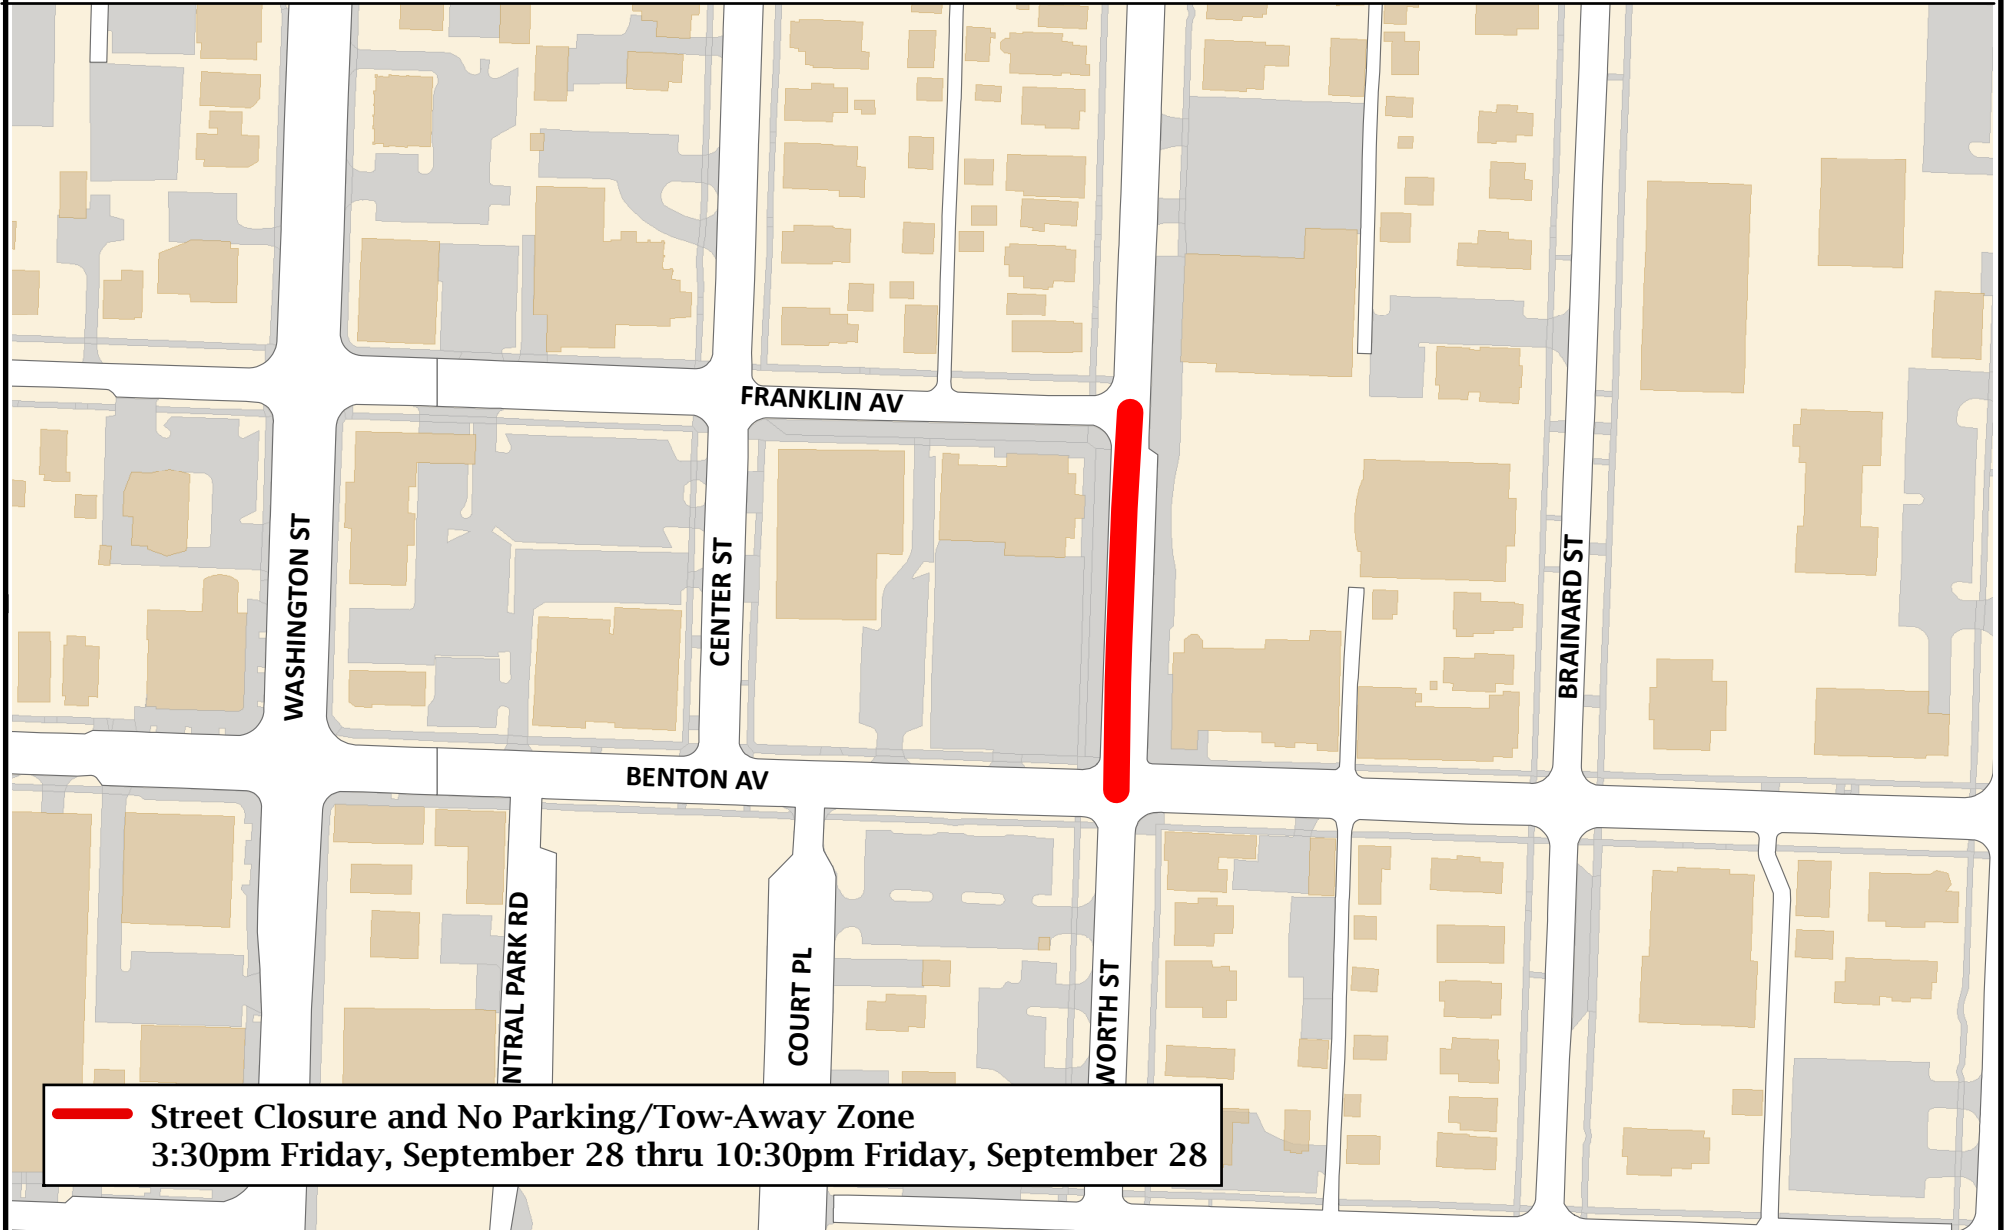 FRANKLIN AV
WASHINGTON ST
CENTER ST
BRAINARD ST
BENTON AV
NTRAL PARK RD
COURT PL
WORTH ST
Street Closure and No Parking/Tow-Away Zone
3:30pm Friday, September 28 thru 10:30pm Friday, September 28